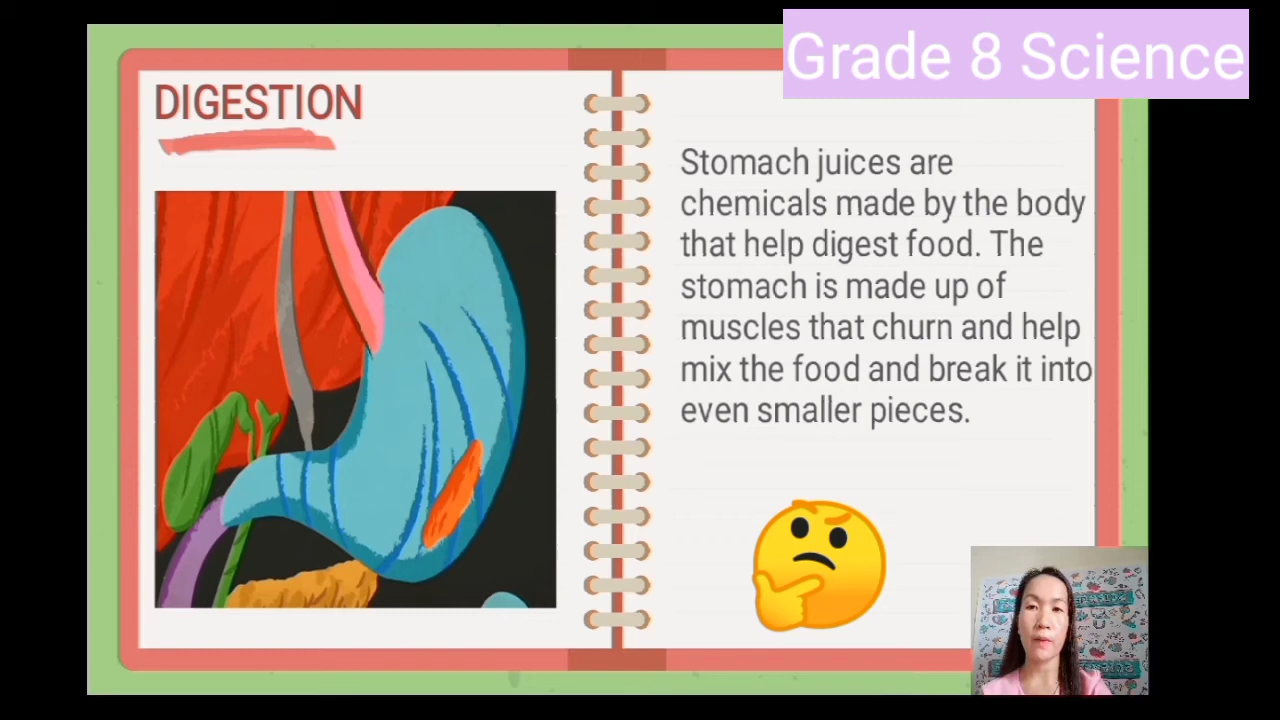 Grade 8 Science
DIGESTION
Stomach juices are
chemicals made by the body
that help digest food. The
stomach is made up of
muscles that churn and help
mix the food and break it into
even smaller pieces.